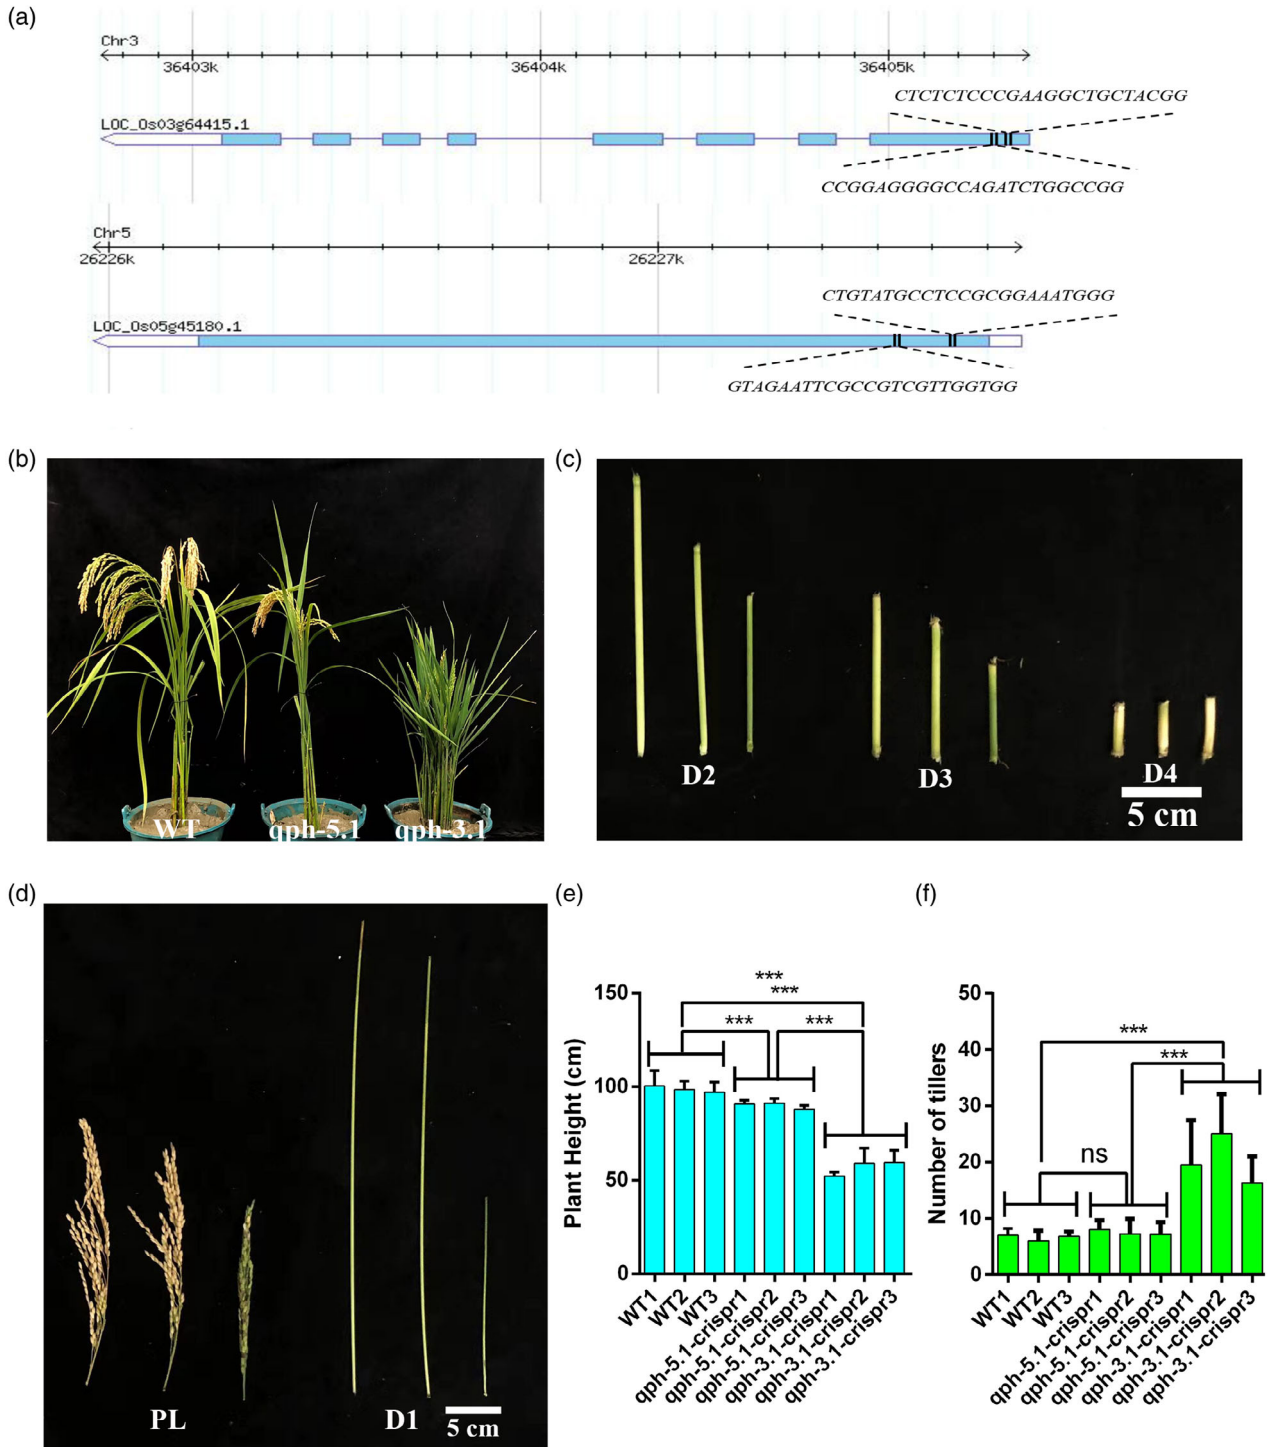 (a)
Chr3
36403k 36404k 36405k
CTCTCTCCCGAAGGCTGCTACGG
LOC_Os03g64415.1
CCGGAGGGGCCAGATCTGGCCGG
Chr5
26226k 26227k
CTGTATGCCTCCGCGGAAATGGG
LOC_Os05g45180.1
GTAGAATTCGCCGTCGTTGGTGG
(b)
WT qph-5.1 qph-3.1
(c)
D2 D3 D4
5 cm
(d)
PL D1
5 cm
(e)
Plant Height (cm)
150
100
50
0
***
***
*** ***
WT1
WT2
WT3
qph-5.1-crispr1
qph-5.1-crispr2
qph-5.1-crispr3
qph-3.1-crispr1
qph-3.1-crispr2
qph-3.1-crispr3
(f)
Number of tillers
50
40
30
20
10
0
***
***
ns
WT1
WT2
WT3
qph-5.1-crispr1
qph-5.1-crispr2
qph-5.1-crispr3
qph-3.1-crispr1
qph-3.1-crispr2
qph-3.1-crispr3